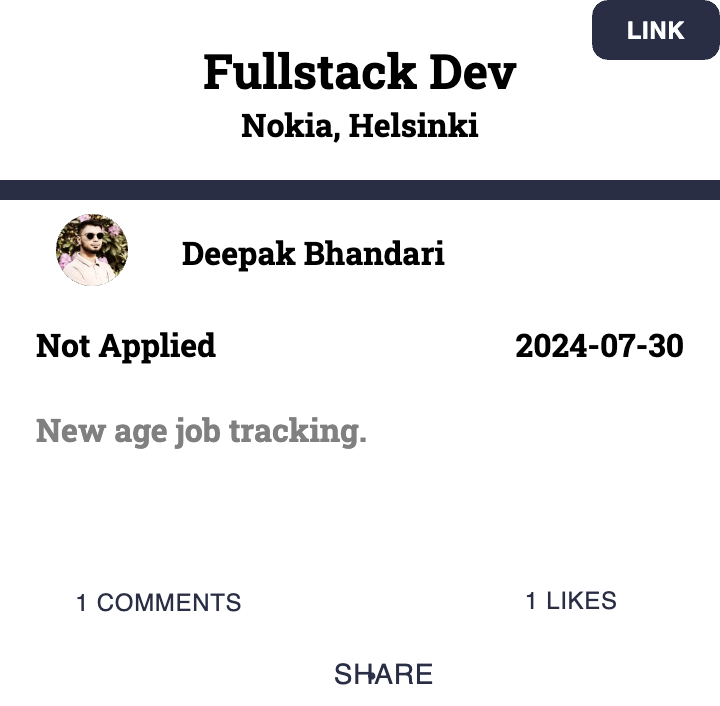 LINK
Fullstack Dev
Nokia, Helsinki
Deepak Bhandari
Not Applied 2024-07-30
New age job tracking.
1 COMMENTS 1 LIKES
SHARE